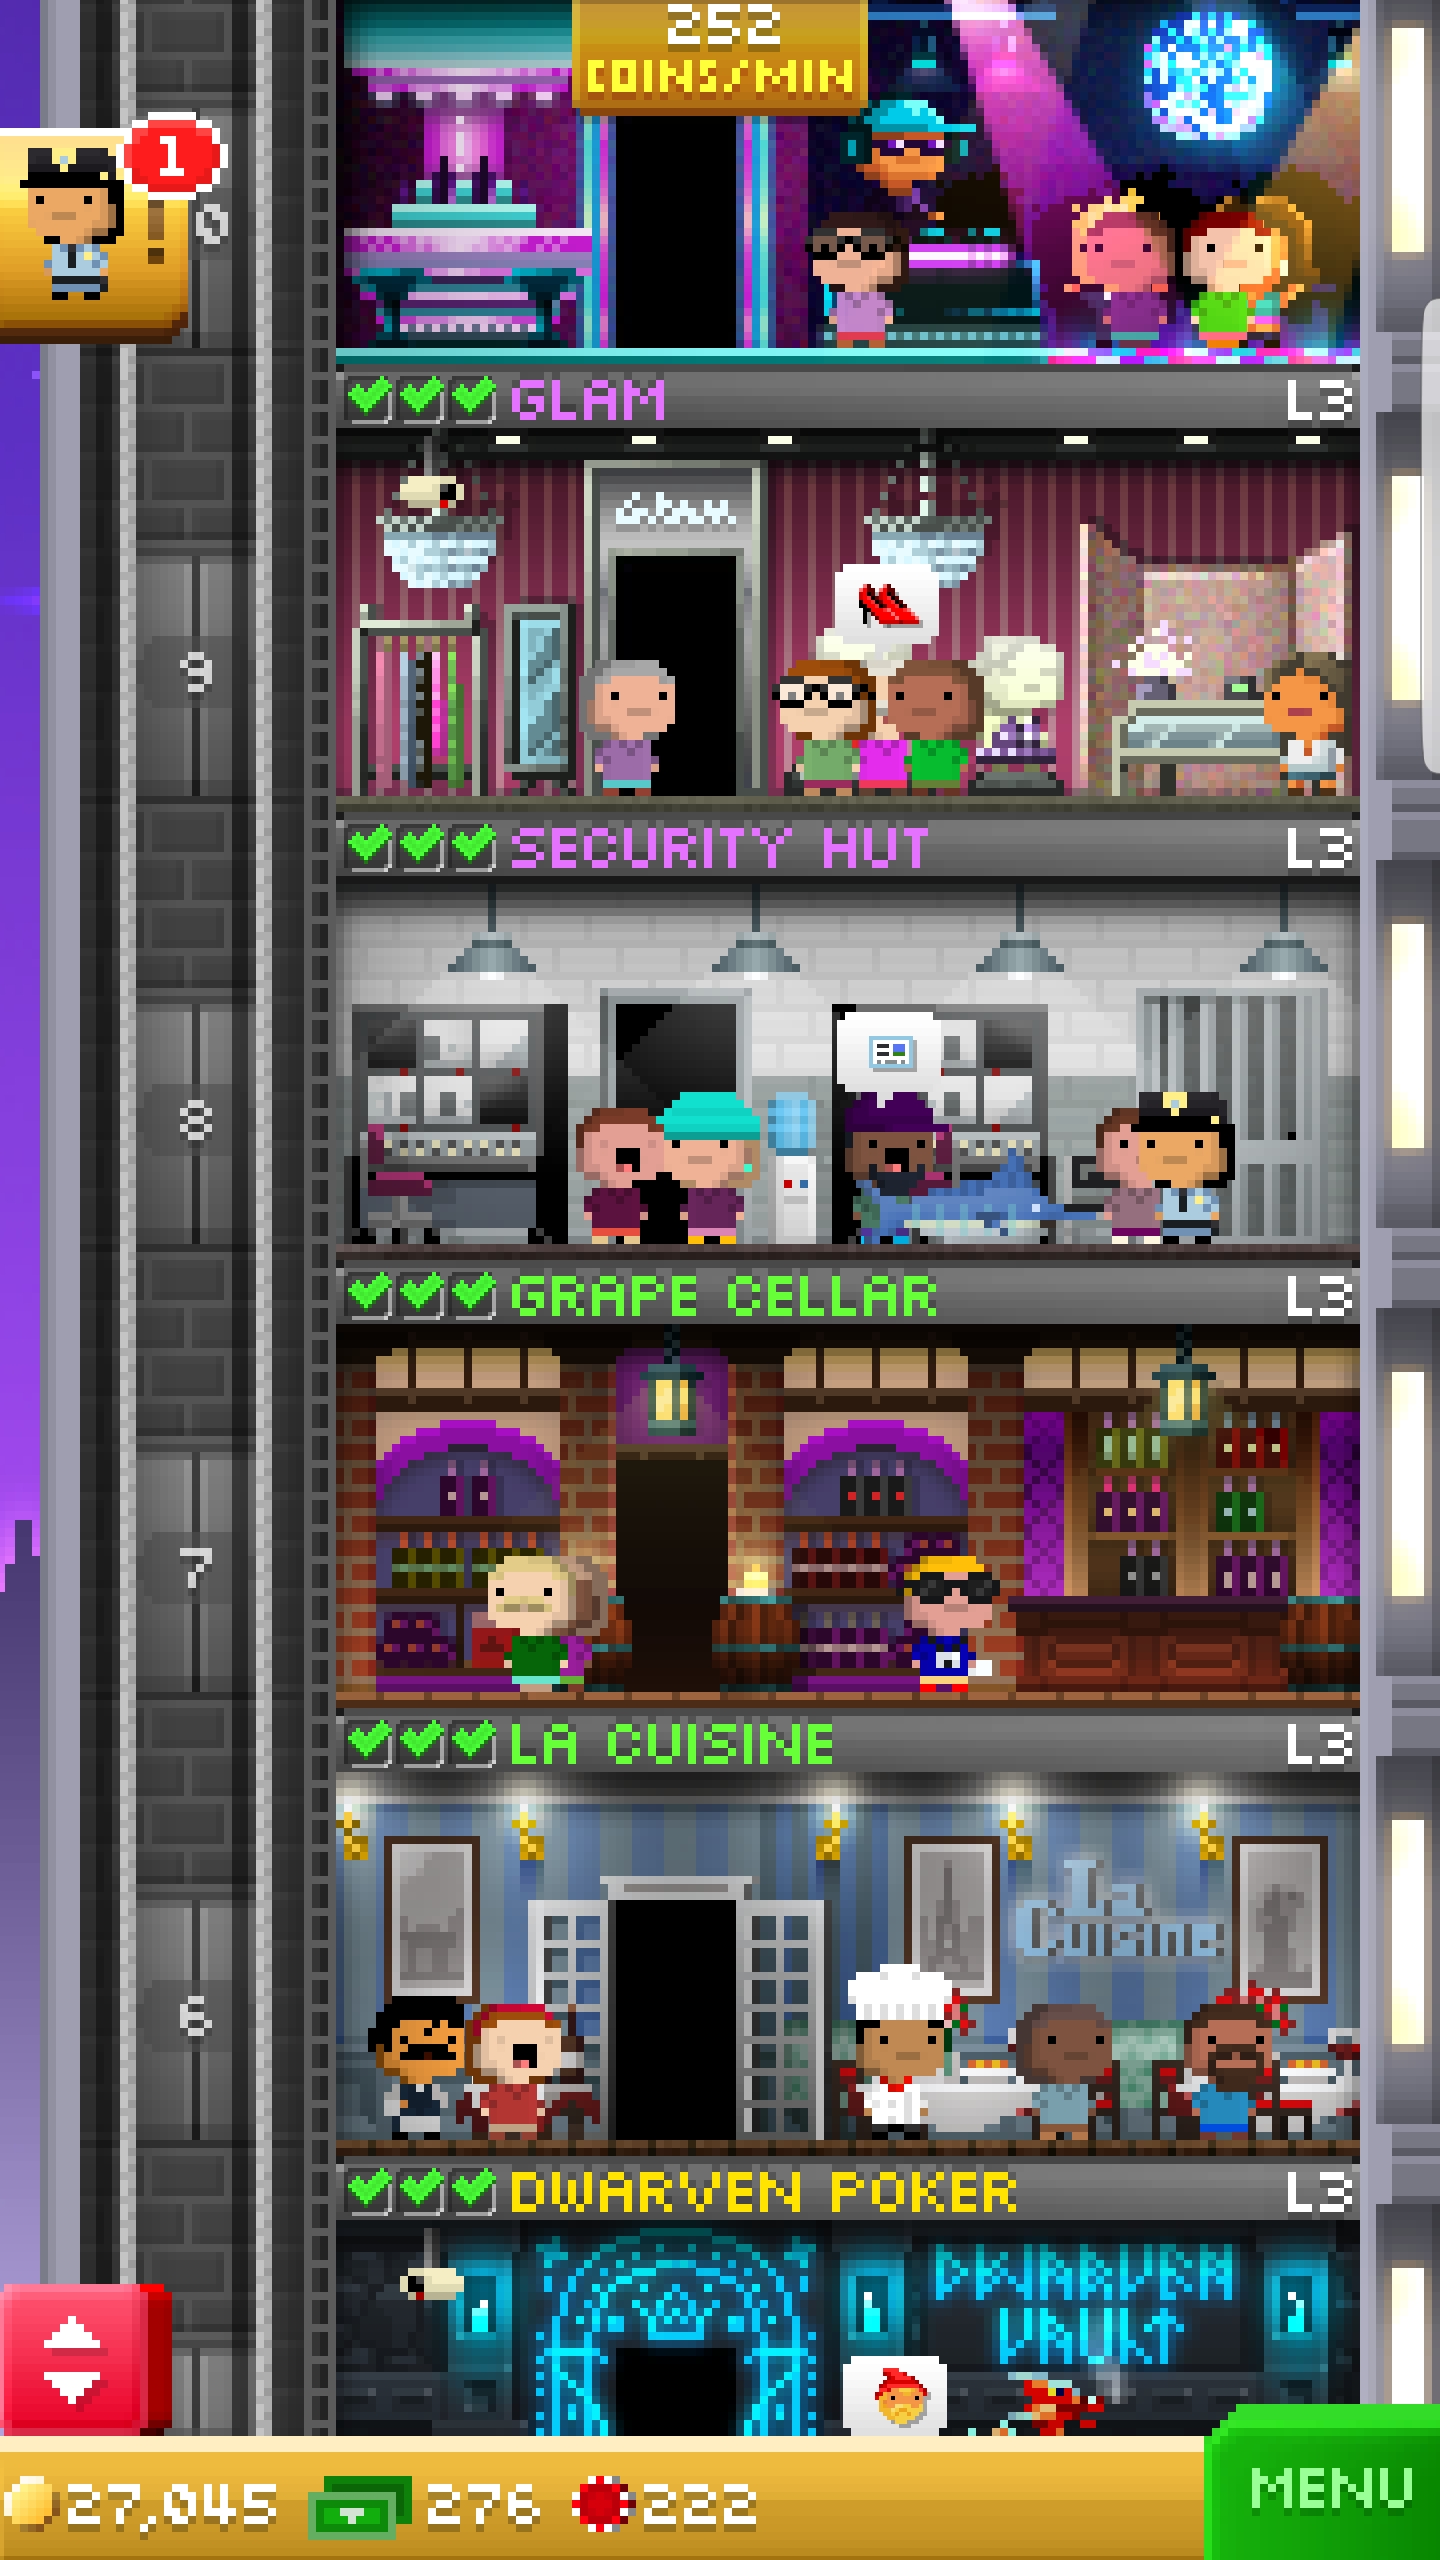 252
COINS/MIN
1
!
0
GLAM L3
Glam
9
SECURITY HUT L3
8
GRAPE CELLAR L3
7
LA CUISINE L3
La
Cuisine
6
DWARVEN POKER L3
DWARVEN
VAULT
27,045 276 222
MENU